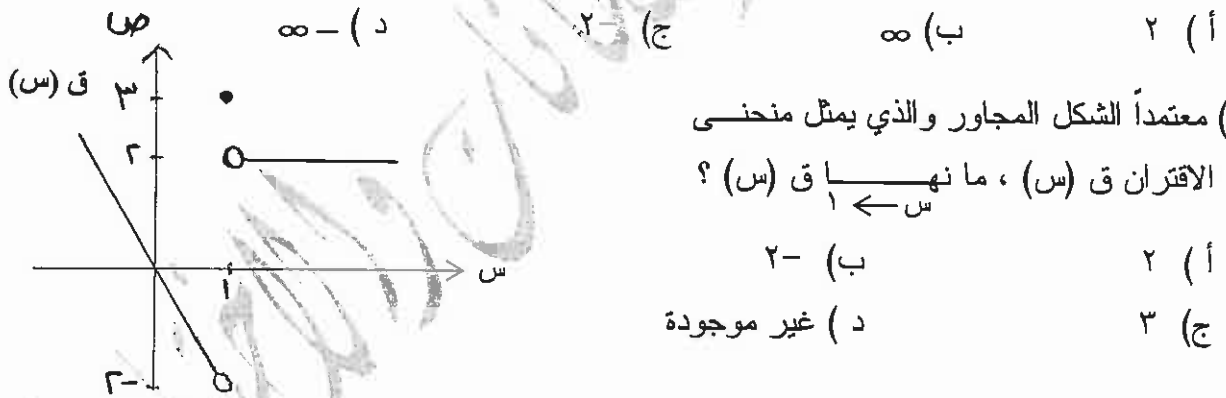 أ ) ٢ ب) ∞ ج) -٢ د ) -∞
) معتمداً الشكل المجاور والذي يمثل منحنى
الاقتران ق (س) ، ما نهــــا ق (س) ؟
س ← ١
أ ) ٢ ب) -٢
ج) ٣ د ) غير موجودة
ص
ق (س)
٣
٢
١
س
-٢